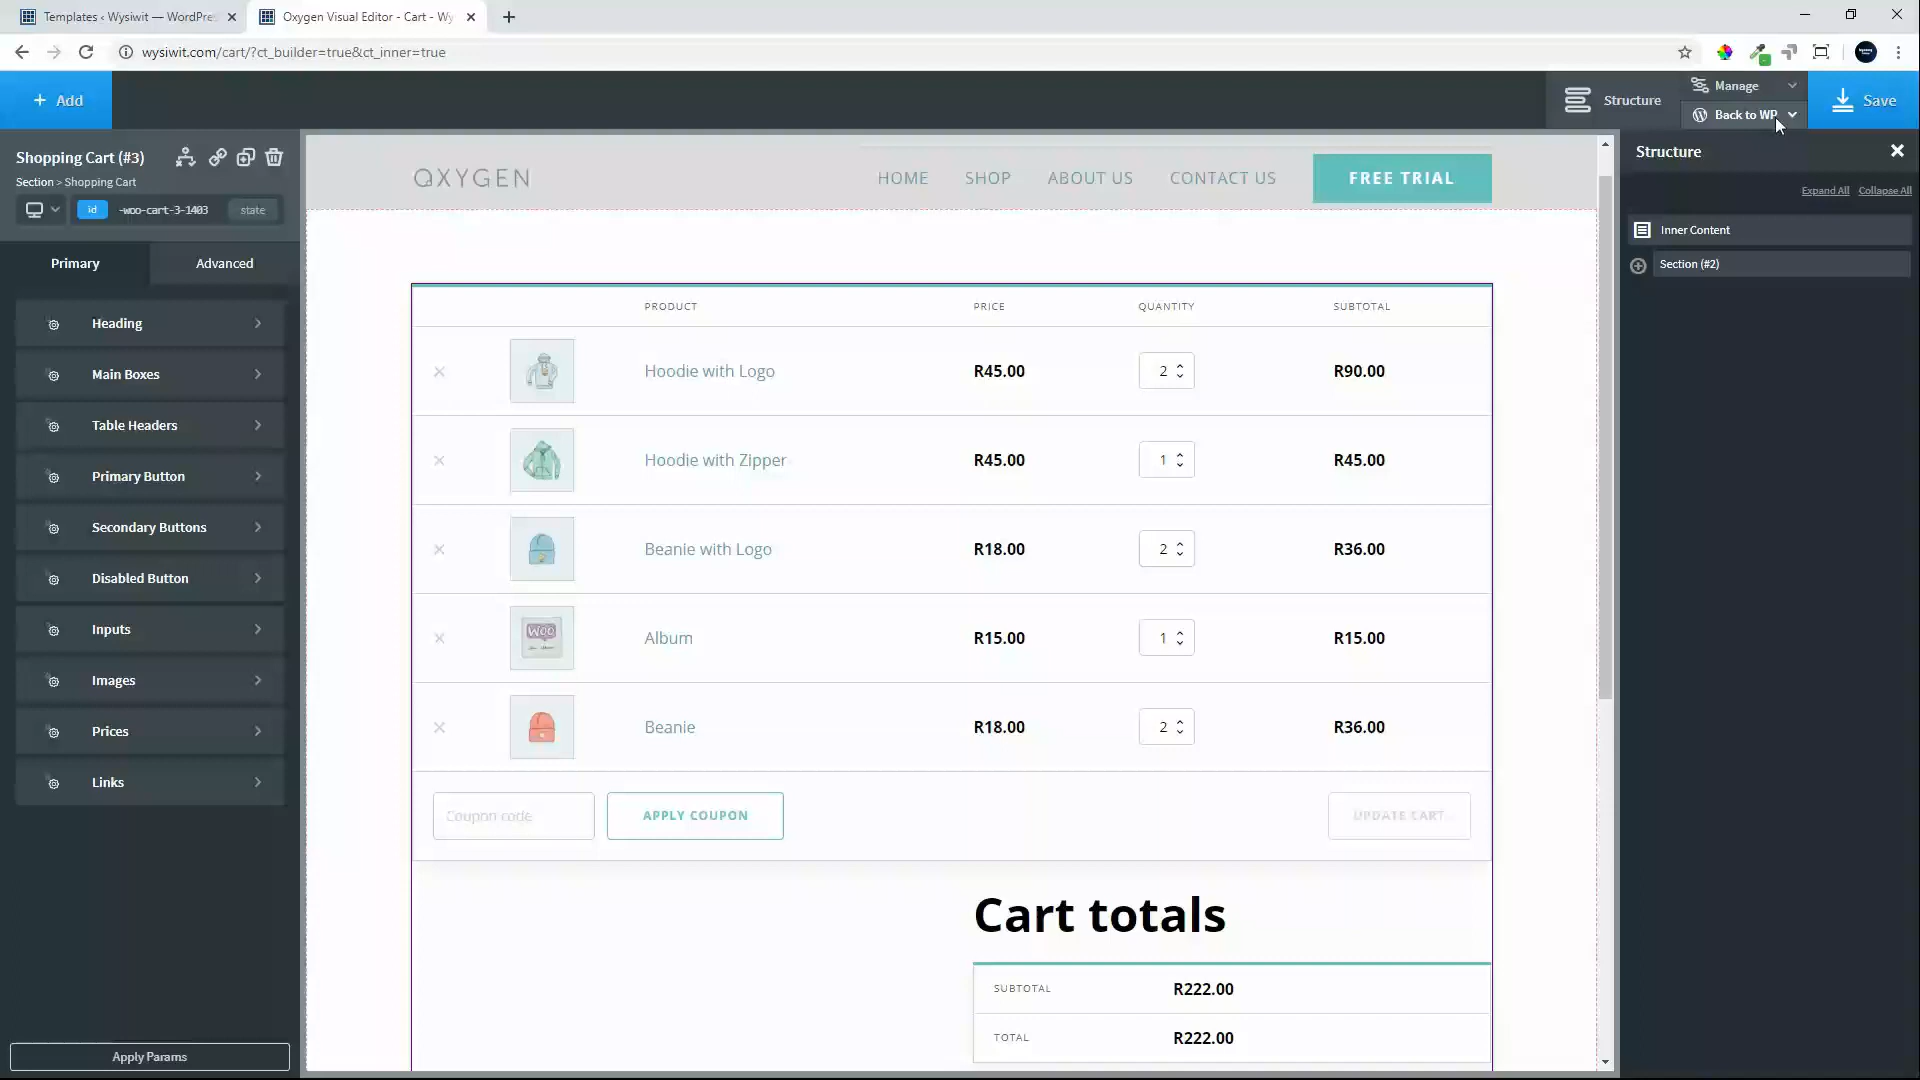 Templates ‹ Wysiwit — WordPre
Oxygen Visual Editor - Cart - Wy
wysiwit.com/cart/?ct_builder=true&ct_inner=true
+ Add
Structure
Manage
Back to WP
Save
Shopping Cart (#3)
Section > Shopping Cart
id
-woo-cart-3-1403
state
Primary
Advanced
Heading
Main Boxes
Table Headers
Primary Button
Secondary Buttons
Disabled Button
Inputs
Images
Prices
Links
Apply Params
OXYGEN
HOME
SHOP
ABOUT US
CONTACT US
FREE TRIAL
PRODUCT PRICE QUANTITY SUBTOTAL
Hoodie with Logo R45.00 2 R90.00
Hoodie with Zipper R45.00 1 R45.00
Beanie with Logo R18.00 2 R36.00
WOO
Album R15.00 1 R15.00
Beanie R18.00 2 R36.00
Coupon code
APPLY COUPON
UPDATE CART
Cart totals
SUBTOTAL R222.00
TOTAL R222.00
Structure
Expand All
Collapse All
Inner Content
Section (#2)